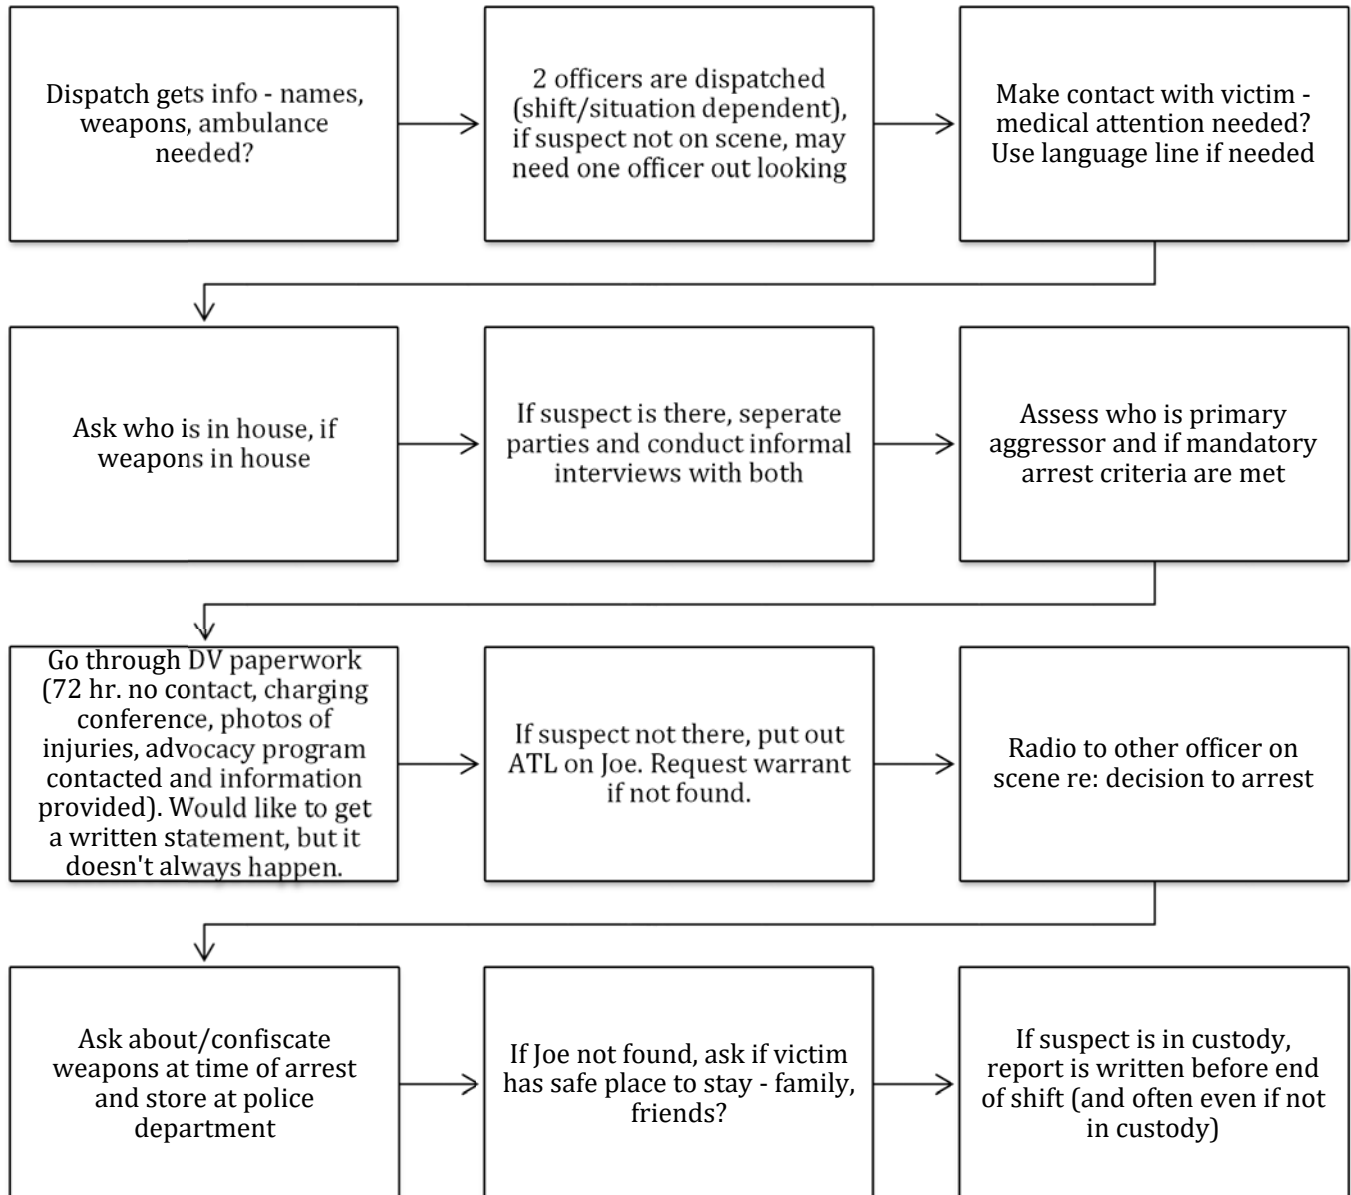 Dispatch gets info - names,
weapons, ambulance
needed?
2 officers are dispatched
(shift/situation dependent),
if suspect not on scene, may
need one officer out looking
Make contact with victim -
medical attention needed?
Use language line if needed
Ask who is in house, if
weapons in house
If suspect is there, seperate
parties and conduct informal
interviews with both
Assess who is primary
aggressor and if mandatory
arrest criteria are met
Go through DV paperwork
(72 hr. no contact, charging
conference, photos of
injuries, advocacy program
contacted and information
provided). Would like to get
a written statement, but it
doesn't always happen.
If suspect not there, put out
ATL on Joe. Request warrant
if not found.
Radio to other officer on
scene re: decision to arrest
Ask about/confiscate
weapons at time of arrest
and store at police
department
If Joe not found, ask if victim
has safe place to stay - family,
friends?
If suspect is in custody,
report is written before end
of shift (and often even if not
in custody)